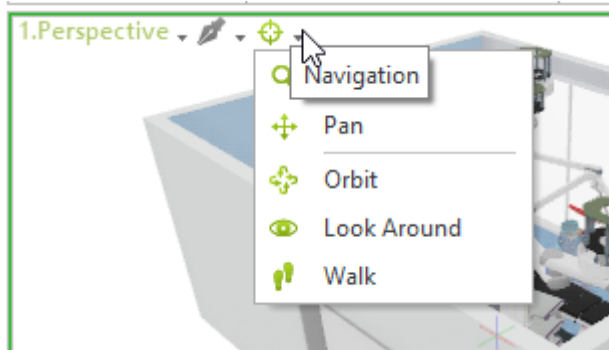 1.Perspective
Navigation
Pan
Orbit
Look Around
Walk